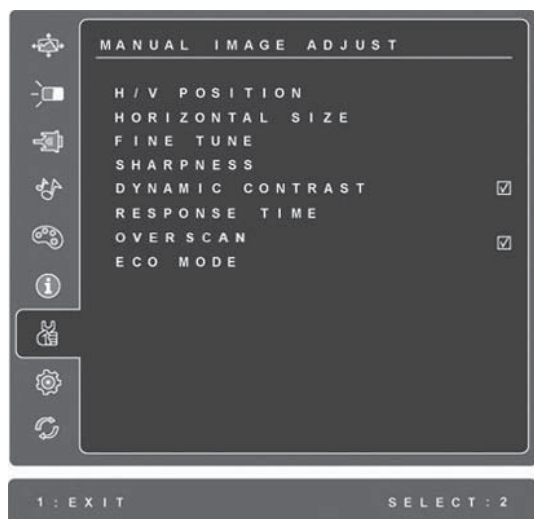 MANUAL IMAGE ADJUST
H/V POSITION
HORIZONTAL SIZE
FINE TUNE
SHARPNESS
DYNAMIC CONTRAST
RESPONSE TIME
OVERSCAN
ECO MODE
1:EXIT SELECT:2